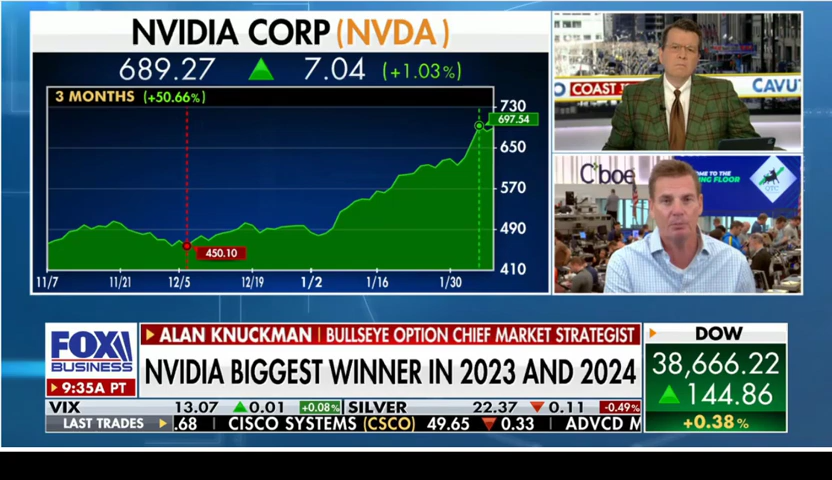 NVIDIA CORP (NVDA)
689.27 ▲ 7.04 (+1.03%)
3 MONTHS (+50.66%)
730
697.54
650
570
490
450.10
410
11/7 11/21 12/5 12/19 1/2 1/16 1/30
COAST
CAVU
Cboe
ME TO THE
FLOOR
FOX
BUSINESS
9:35A PT
ALAN KNUCKMAN | BULLSEYE OPTION CHIEF MARKET STRATEGIST
NVIDIA BIGGEST WINNER IN 2023 AND 2024
VIX 13.07 ▲ 0.01 +0.08% SILVER 22.37 ▼ 0.11 -0.49%
LAST TRADES .68 CISCO SYSTEMS (CSCO) 49.65 ▼ 0.33 ADVCD M
DOW
38,666.22
▲ 144.86
+0.38%